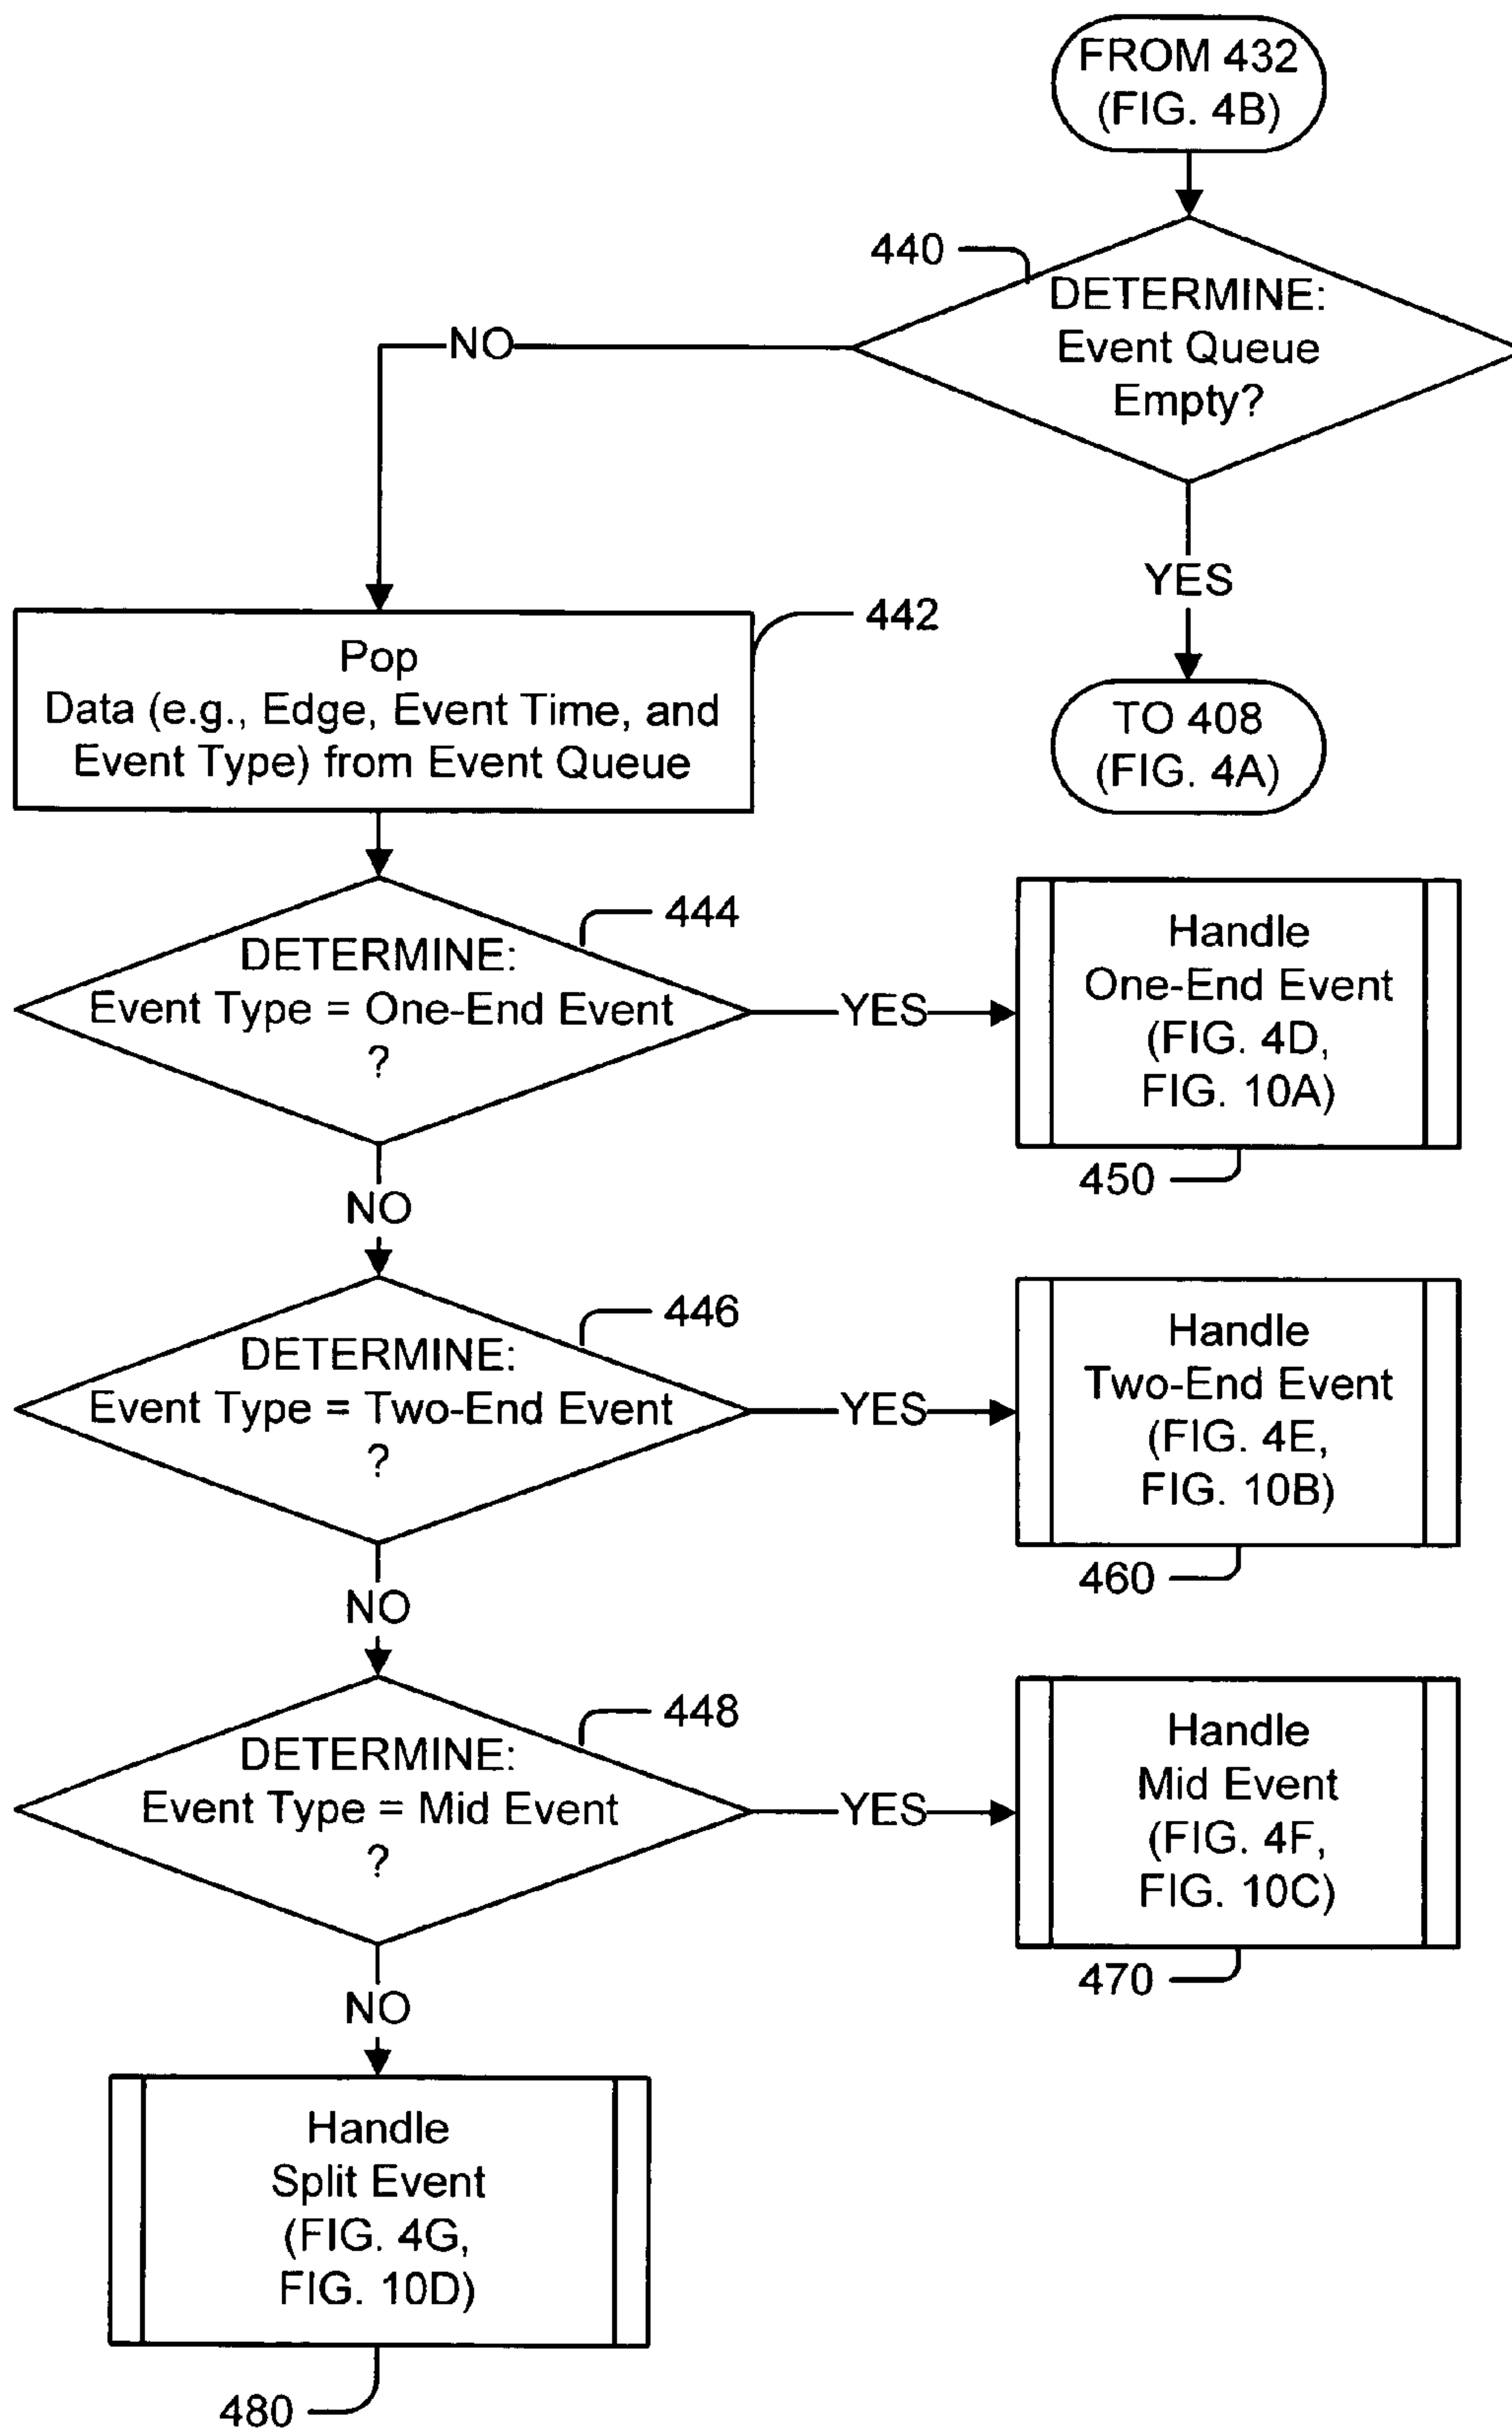 FROM 432
(FIG. 4B)
440
DETERMINE:
Event Queue
Empty?
NO
YES
TO 408
(FIG. 4A)
442
Pop
Data (e.g., Edge, Event Time, and
Event Type) from Event Queue
444
DETERMINE:
Event Type = One-End Event
?
YES
Handle
One-End Event
(FIG. 4D,
FIG. 10A)
450
NO
446
DETERMINE:
Event Type = Two-End Event
?
YES
Handle
Two-End Event
(FIG. 4E,
FIG. 10B)
460
NO
448
DETERMINE:
Event Type = Mid Event
?
YES
Handle
Mid Event
(FIG. 4F,
FIG. 10C)
470
NO
Handle
Split Event
(FIG. 4G,
FIG. 10D)
480